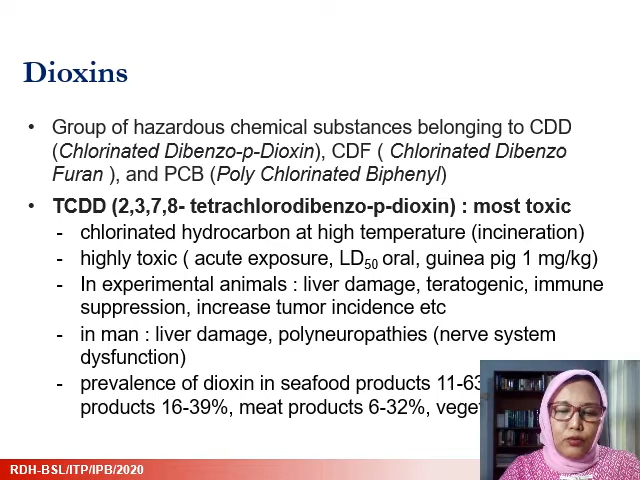 Dioxins
• Group of hazardous chemical substances belonging to CDD
(Chlorinated Dibenzo-p-Dioxin), CDF ( Chlorinated Dibenzo
Furan ), and PCB (Poly Chlorinated Biphenyl)
• TCDD (2,3,7,8- tetrachlorodibenzo-p-dioxin) : most toxic
- chlorinated hydrocarbon at high temperature (incineration)
- highly toxic ( acute exposure, LD50 oral, guinea pig 1 mg/kg)
- In experimental animals : liver damage, teratogenic, immune
suppression, increase tumor incidence etc
- in man : liver damage, polyneuropathies (nerve system
dysfunction)
- prevalence of dioxin in seafood products
products 16-39%, meat products 6-32%,
RDH-BSL/ITP/IPB/2020